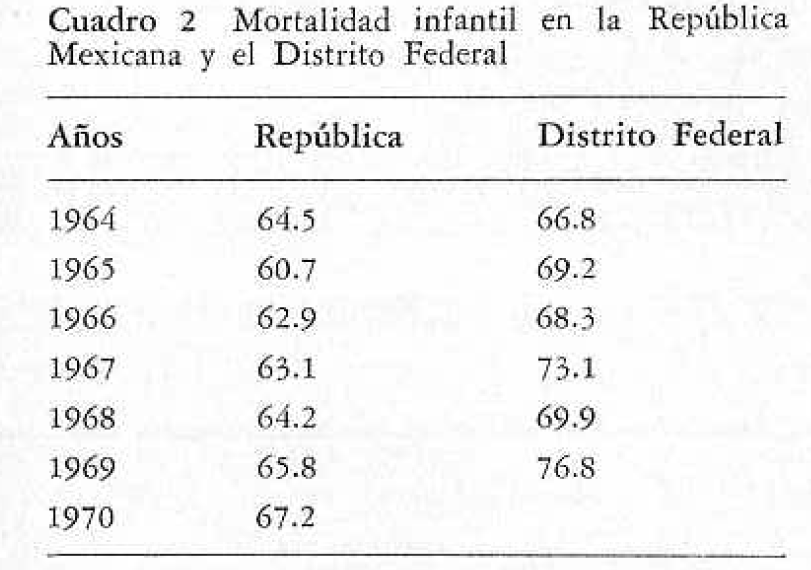 Cuadro 2 Mortalidad infantil en la República
Mexicana y el Distrito Federal
Años República Distrito Federal
1964 64.5 66.8
1965 60.7 69.2
1966 62.9 68.3
1967 63.1 73.1
1968 64.2 69.9
1969 65.8 76.8
1970 67.2